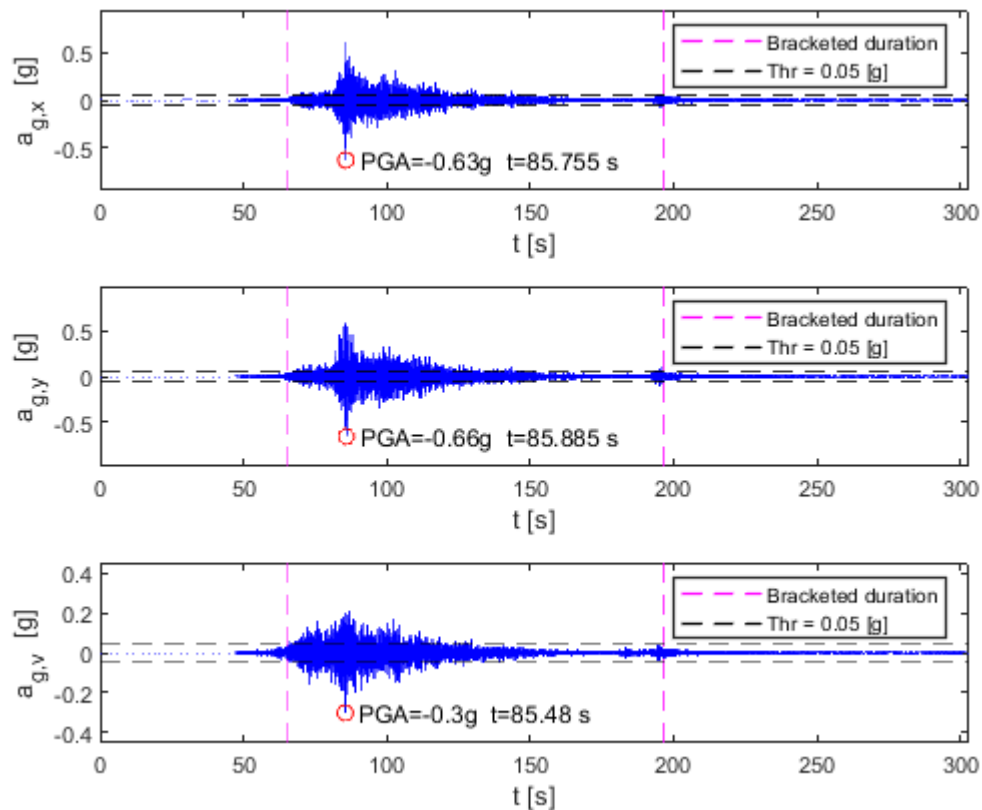 a_g,x [g]
0.5
0
-0.5
Bracketed duration
Thr = 0.05 [g]
PGA=-0.63g t=85.755 s
0 50 100 150 200 250 300
t [s]
a_g,y [g]
0.5
0
-0.5
Bracketed duration
Thr = 0.05 [g]
PGA=-0.66g t=85.885 s
0 50 100 150 200 250 300
t [s]
a_g,v [g]
0.4
0.2
0
-0.2
-0.4
Bracketed duration
Thr = 0.05 [g]
PGA=-0.3g t=85.48 s
0 50 100 150 200 250 300
t [s]